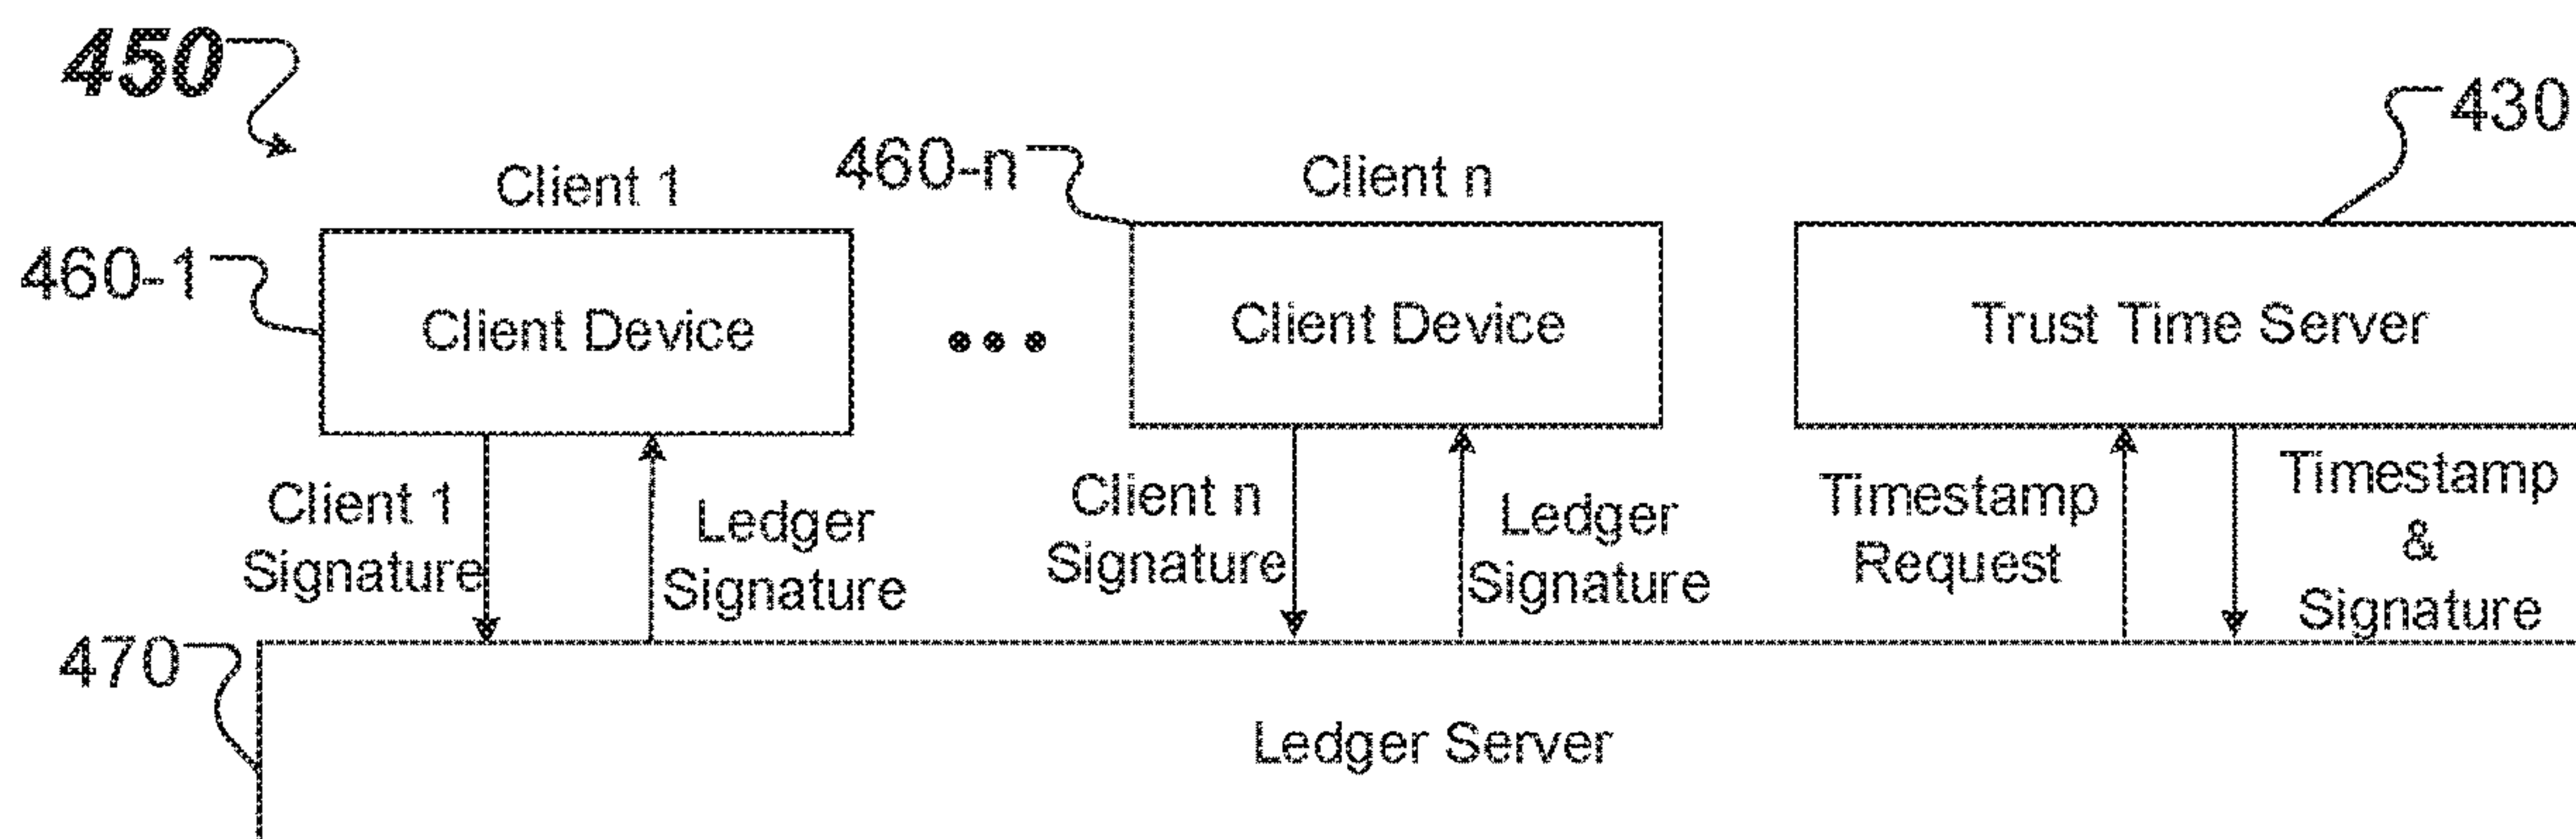 450
430
460-n
Client 1
Client n
460-1
Client Device
Client Device
Trust Time Server
Client 1
Signature
Ledger
Signature
Client n
Signature
Ledger
Signature
Timestamp
Request
Timestamp
&
Signature
470
Ledger Server